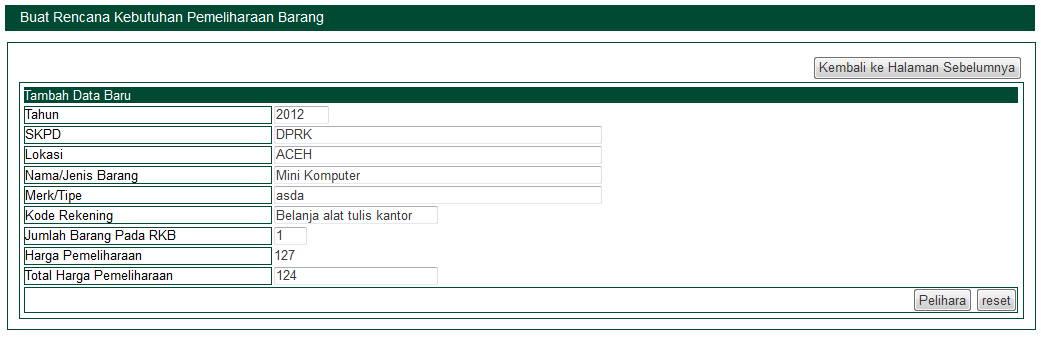 Buat Rencana Kebutuhan Pemeliharaan Barang
Kembali ke Halaman Sebelumnya
Tambah Data Baru
Tahun 2012
SKPD DPRK
Lokasi ACEH
Nama/Jenis Barang Mini Komputer
Merk/Tipe asda
Kode Rekening Belanja alat tulis kantor
Jumlah Barang Pada RKB 1
Harga Pemeliharaan 127
Total Harga Pemeliharaan 124
Pelihara reset